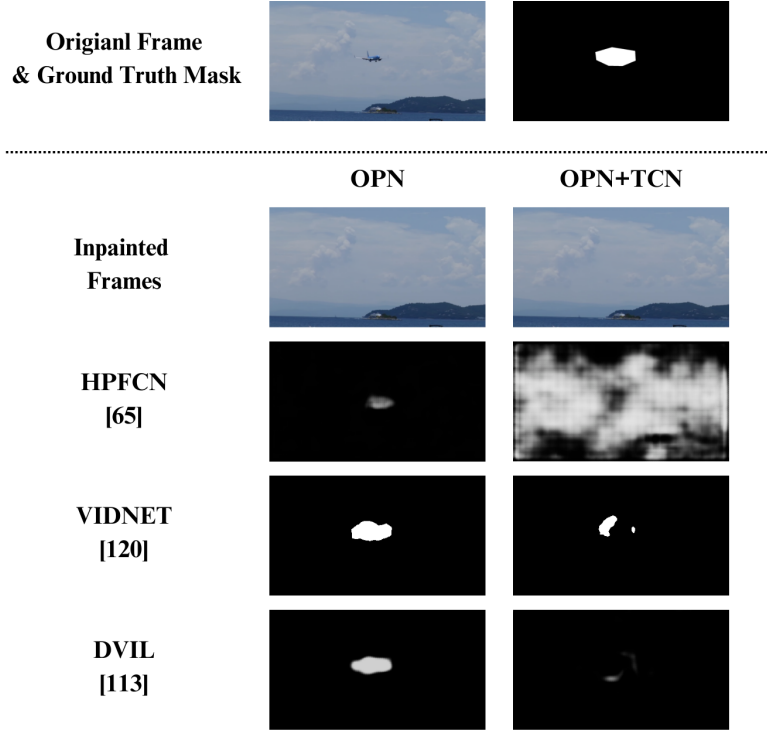 Origianl Frame
& Ground Truth Mask
OPN
OPN+TCN
Inpainted
Frames
HPFCN
[65]
VIDNET
[120]
DVIL
[113]